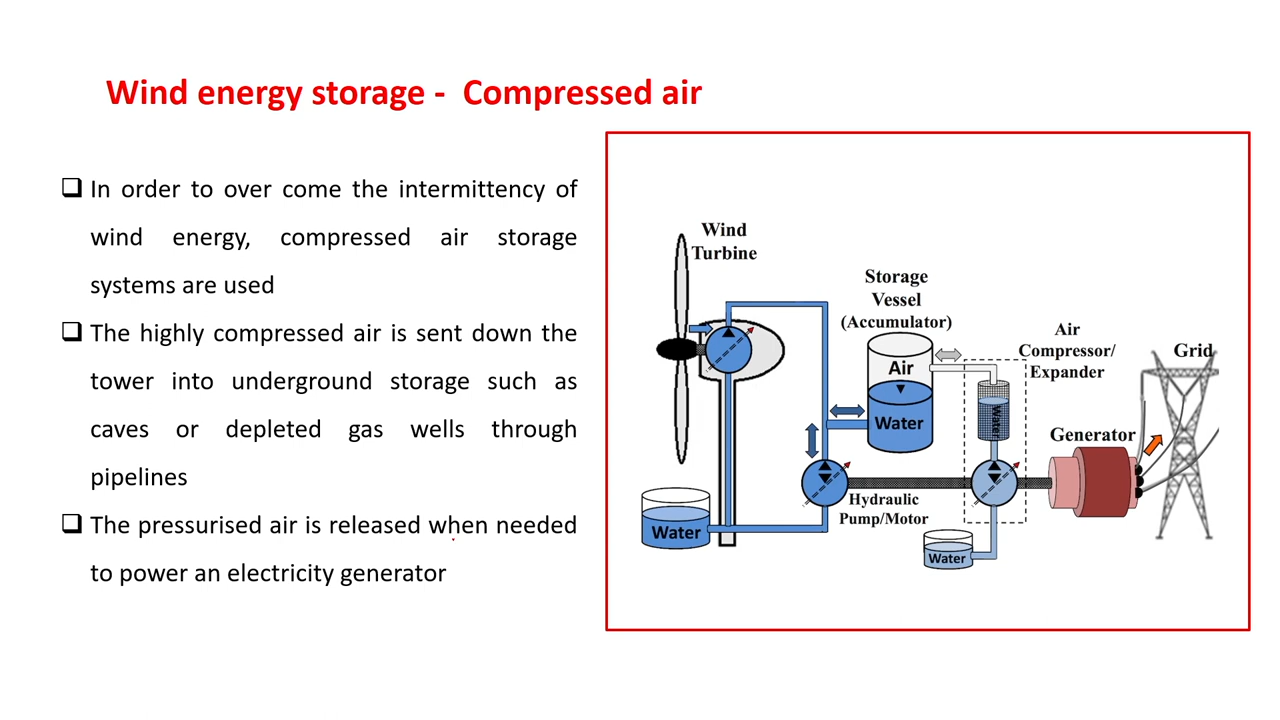 Wind energy storage - Compressed air
❑ In order to over come the intermittency of
wind energy, compressed air storage
systems are used
❑ The highly compressed air is sent down the
tower into underground storage such as
caves or depleted gas wells through
pipelines
❑ The pressurised air is released when needed
to power an electricity generator
Wind
Turbine
Storage
Vessel
(Accumulator)
Air
Compressor/
Expander
Grid
Air
Water
Water
Generator
Hydraulic
Pump/Motor
Water
Water